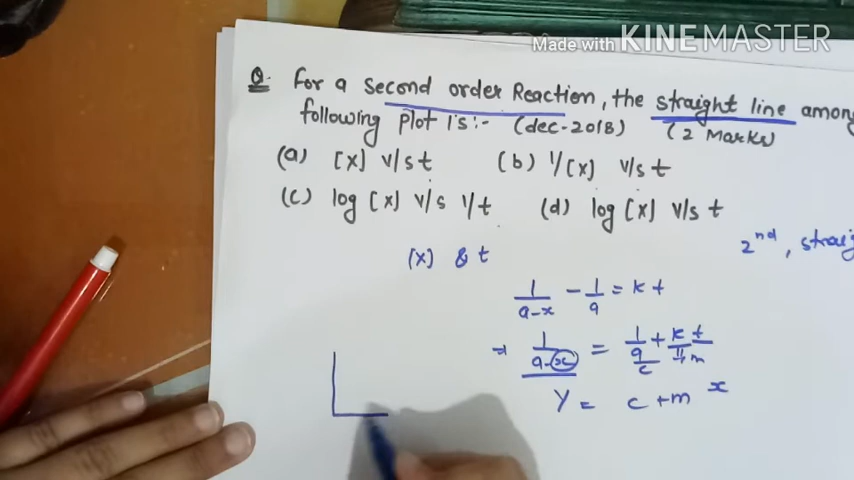 Made with KINEMASTER
Q. For a second order Reaction, the straight line among
following plot is:- (dec-2018) (2 Marks)
(a) [x] v/s t (b) 1/[x] v/s t
(c) log [x] v/s 1/t (d) log [x] v/s t
2nd, straig
[x] & t
1/a-x - 1/a = kt
⇒ 1/a-x = 1/a + kt
c m
Y = c + m x